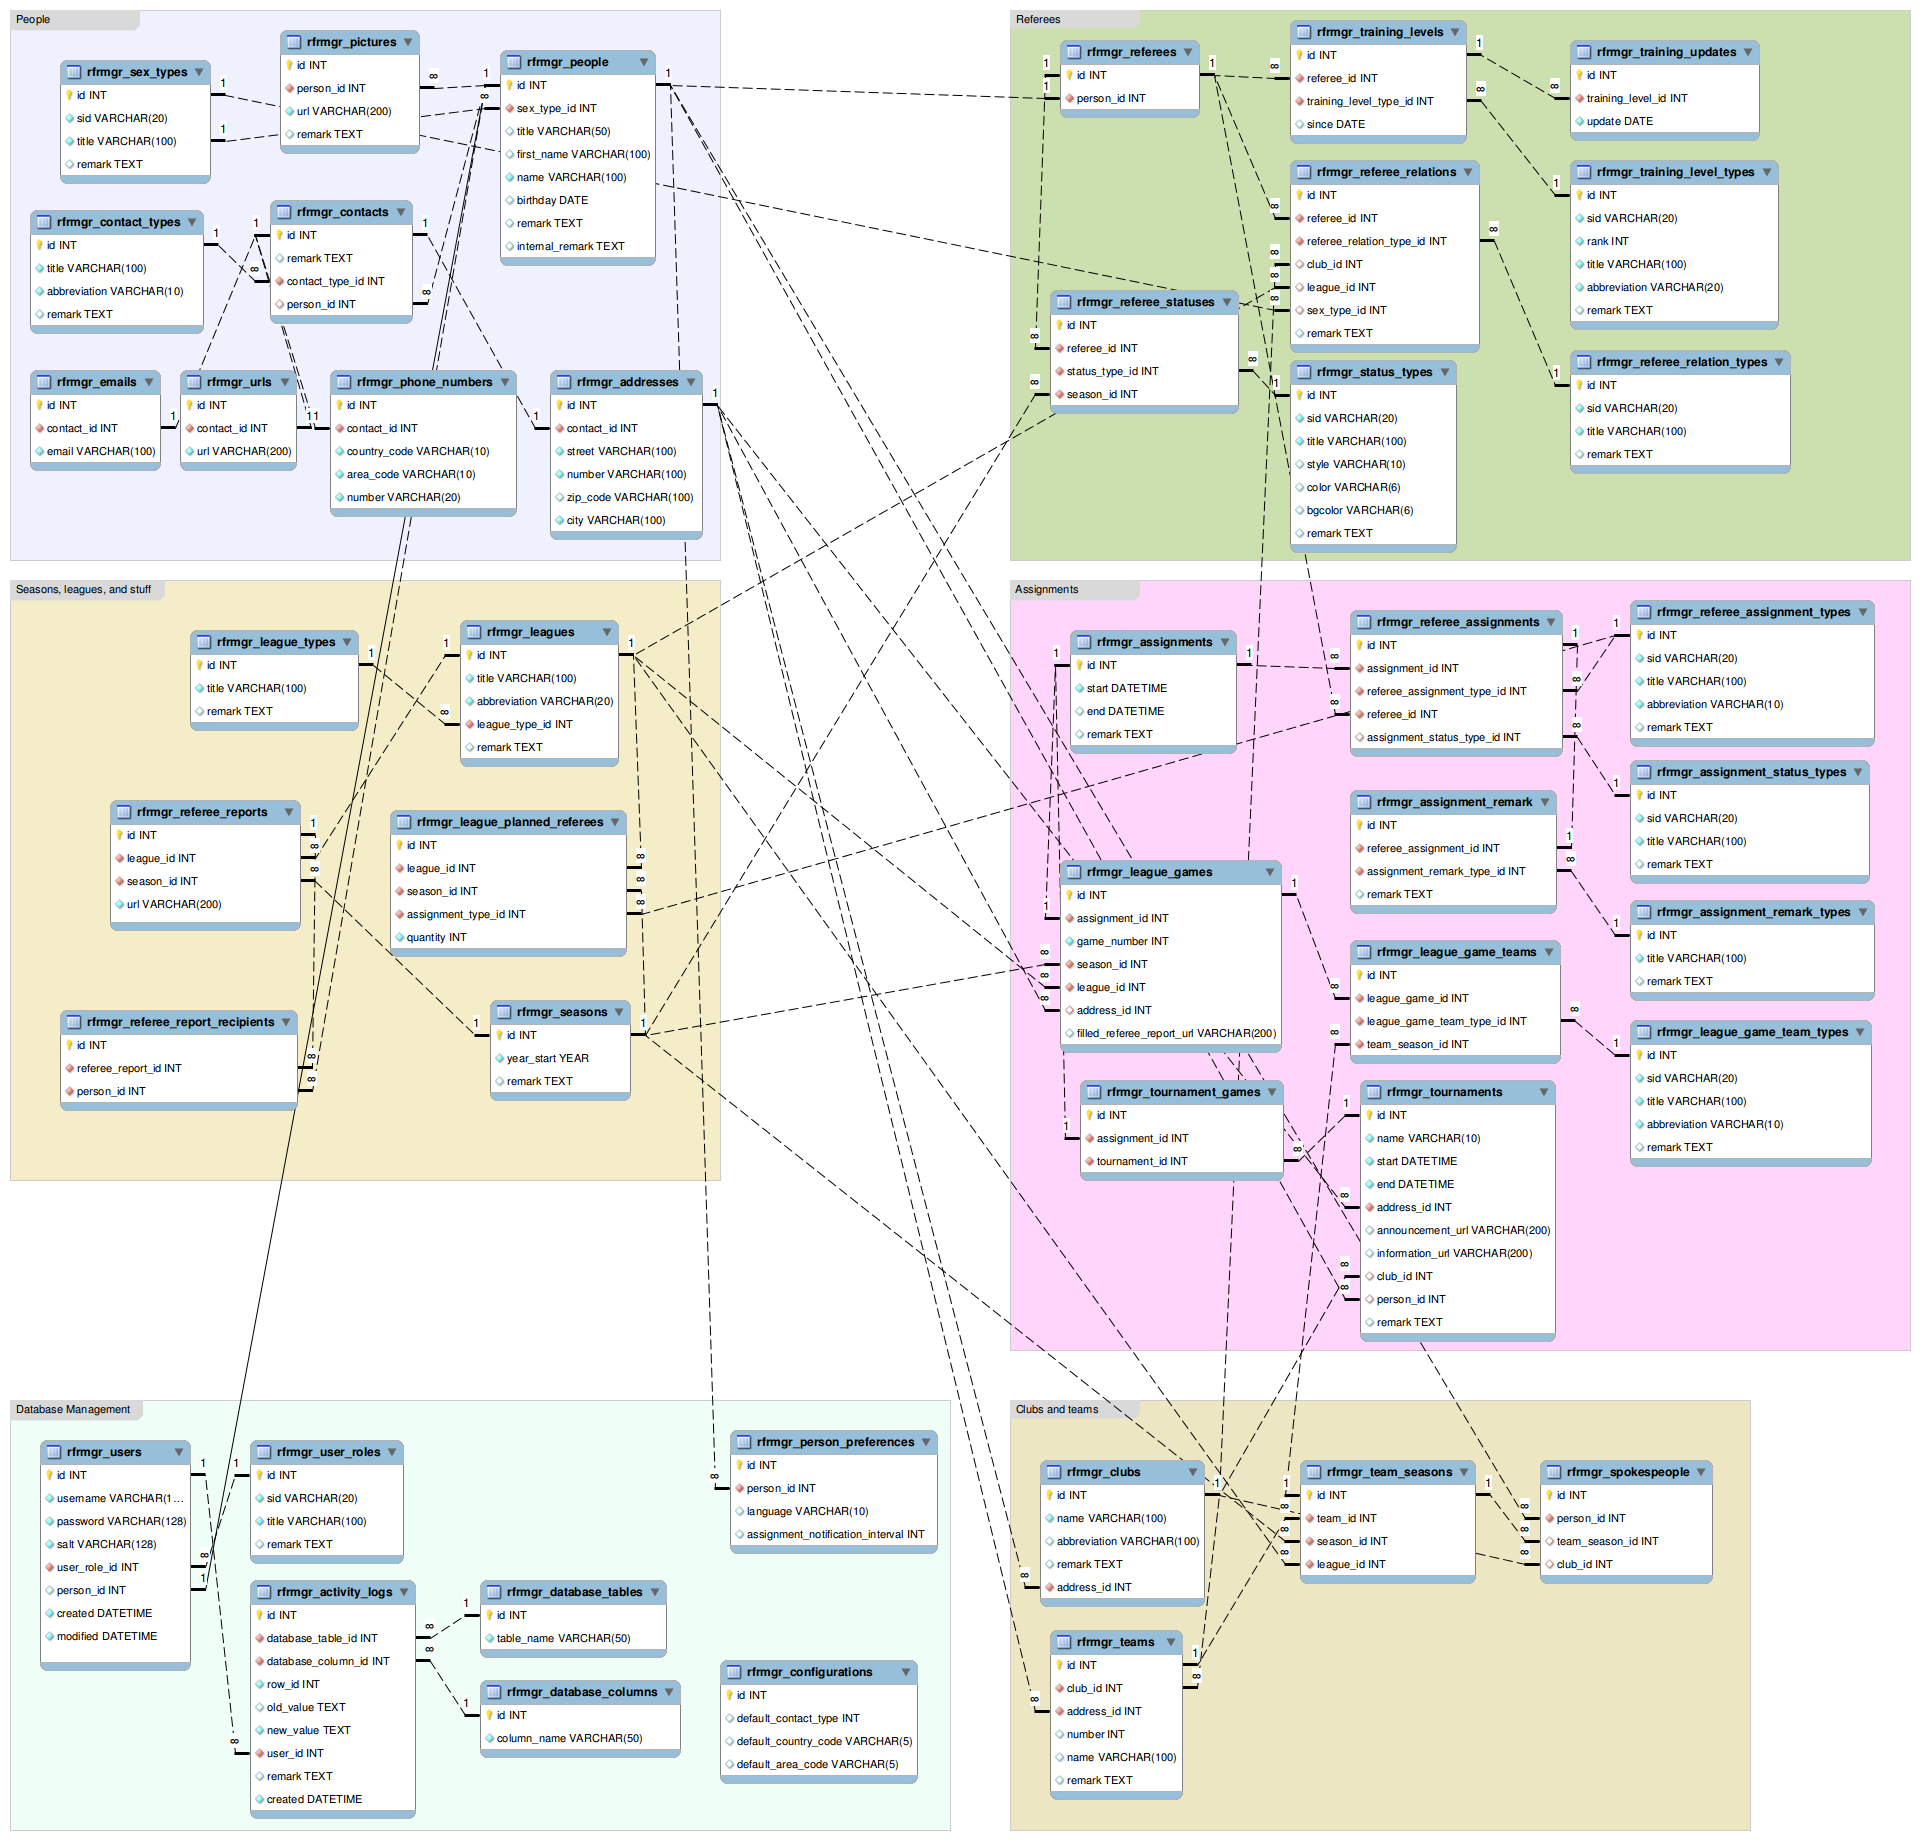 People
rfrmgr_sex_types
id INT
sid VARCHAR(20)
title VARCHAR(100)
remark TEXT
rfrmgr_pictures
id INT
person_id INT
url VARCHAR(200)
remark TEXT
rfrmgr_people
id INT
sex_type_id INT
title VARCHAR(50)
first_name VARCHAR(100)
name VARCHAR(100)
birthday DATE
remark TEXT
internal_remark TEXT
rfrmgr_contact_types
id INT
title VARCHAR(100)
abbreviation VARCHAR(10)
remark TEXT
rfrmgr_contacts
id INT
remark TEXT
contact_type_id INT
person_id INT
rfrmgr_emails
id INT
contact_id INT
email VARCHAR(100)
rfrmgr_urls
id INT
contact_id INT
url VARCHAR(200)
rfrmgr_phone_numbers
id INT
contact_id INT
country_code VARCHAR(10)
area_code VARCHAR(10)
number VARCHAR(20)
rfrmgr_addresses
id INT
contact_id INT
street VARCHAR(100)
number VARCHAR(100)
zip_code VARCHAR(100)
city VARCHAR(100)
Referees
rfrmgr_referees
id INT
person_id INT
rfrmgr_training_levels
id INT
referee_id INT
training_level_type_id INT
since DATE
rfrmgr_training_updates
id INT
training_level_id INT
update DATE
rfrmgr_referee_relations
id INT
referee_id INT
referee_relation_type_id INT
club_id INT
league_id INT
sex_type_id INT
remark TEXT
rfrmgr_training_level_types
id INT
sid VARCHAR(20)
rank INT
title VARCHAR(100)
abbreviation VARCHAR(20)
remark TEXT
rfrmgr_referee_statuses
id INT
referee_id INT
status_type_id INT
season_id INT
rfrmgr_status_types
id INT
sid VARCHAR(20)
title VARCHAR(100)
style VARCHAR(10)
color VARCHAR(6)
bgcolor VARCHAR(6)
remark TEXT
rfrmgr_referee_relation_types
id INT
sid VARCHAR(20)
title VARCHAR(100)
remark TEXT
Seasons, leagues, and stuff
rfrmgr_league_types
id INT
title VARCHAR(100)
remark TEXT
rfrmgr_leagues
id INT
title VARCHAR(100)
abbreviation VARCHAR(20)
league_type_id INT
remark TEXT
rfrmgr_referee_reports
id INT
league_id INT
season_id INT
url VARCHAR(200)
rfrmgr_league_planned_referees
id INT
league_id INT
season_id INT
assignment_type_id INT
quantity INT
rfrmgr_referee_report_recipients
id INT
referee_report_id INT
person_id INT
rfrmgr_seasons
id INT
year_start YEAR
remark TEXT
Assignments
rfrmgr_assignments
id INT
start DATETIME
end DATETIME
remark TEXT
rfrmgr_referee_assignments
id INT
assignment_id INT
referee_assignment_type_id INT
referee_id INT
assignment_status_type_id INT
rfrmgr_referee_assignment_types
id INT
sid VARCHAR(20)
title VARCHAR(100)
abbreviation VARCHAR(10)
remark TEXT
rfrmgr_assignment_status_types
id INT
sid VARCHAR(20)
title VARCHAR(100)
remark TEXT
rfrmgr_assignment_remark
id INT
referee_assignment_id INT
assignment_remark_type_id INT
remark TEXT
rfrmgr_assignment_remark_types
id INT
title VARCHAR(100)
remark TEXT
rfrmgr_league_games
id INT
assignment_id INT
game_number INT
season_id INT
league_id INT
address_id INT
filled_referee_report_url VARCHAR(200)
rfrmgr_league_game_teams
id INT
league_game_id INT
league_game_team_type_id INT
team_season_id INT
rfrmgr_league_game_team_types
id INT
sid VARCHAR(20)
title VARCHAR(100)
abbreviation VARCHAR(10)
remark TEXT
rfrmgr_tournament_games
id INT
assignment_id INT
tournament_id INT
rfrmgr_tournaments
id INT
name VARCHAR(10)
start DATETIME
end DATETIME
address_id INT
announcement_url VARCHAR(200)
information_url VARCHAR(200)
club_id INT
person_id INT
remark TEXT
Database Management
rfrmgr_users
id INT
username VARCHAR(1...
password VARCHAR(128)
salt VARCHAR(128)
user_role_id INT
person_id INT
created DATETIME
modified DATETIME
rfrmgr_user_roles
id INT
sid VARCHAR(20)
title VARCHAR(100)
remark TEXT
rfrmgr_activity_logs
id INT
database_table_id INT
database_column_id INT
row_id INT
old_value TEXT
new_value TEXT
user_id INT
remark TEXT
created DATETIME
rfrmgr_database_tables
id INT
table_name VARCHAR(50)
rfrmgr_database_columns
id INT
column_name VARCHAR(50)
rfrmgr_person_preferences
id INT
person_id INT
language VARCHAR(10)
assignment_notification_interval INT
rfrmgr_configurations
id INT
default_contact_type INT
default_country_code VARCHAR(5)
default_area_code VARCHAR(5)
Clubs and teams
rfrmgr_clubs
id INT
name VARCHAR(100)
abbreviation VARCHAR(100)
remark TEXT
address_id INT
rfrmgr_team_seasons
id INT
team_id INT
season_id INT
league_id INT
rfrmgr_spokespeople
id INT
person_id INT
team_season_id INT
club_id INT
rfrmgr_teams
id INT
club_id INT
address_id INT
number INT
name VARCHAR(100)
remark TEXT